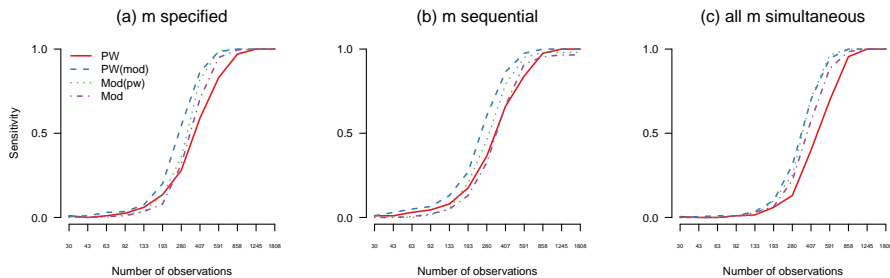 (a) m specified
(b) m sequential
(c) all m simultaneous
Sensitivity
1.0
0.5
0.0
PW
PW(mod)
Mod(pw)
Mod
30 43 63 92 133 193 280 407 591 858 1245 1808
Number of observations
1.0
0.5
0.0
30 43 63 92 133 193 280 407 591 858 1245 1808
Number of observations
1.0
0.5
0.0
30 43 63 92 133 193 280 407 591 858 1245 1808
Number of observations